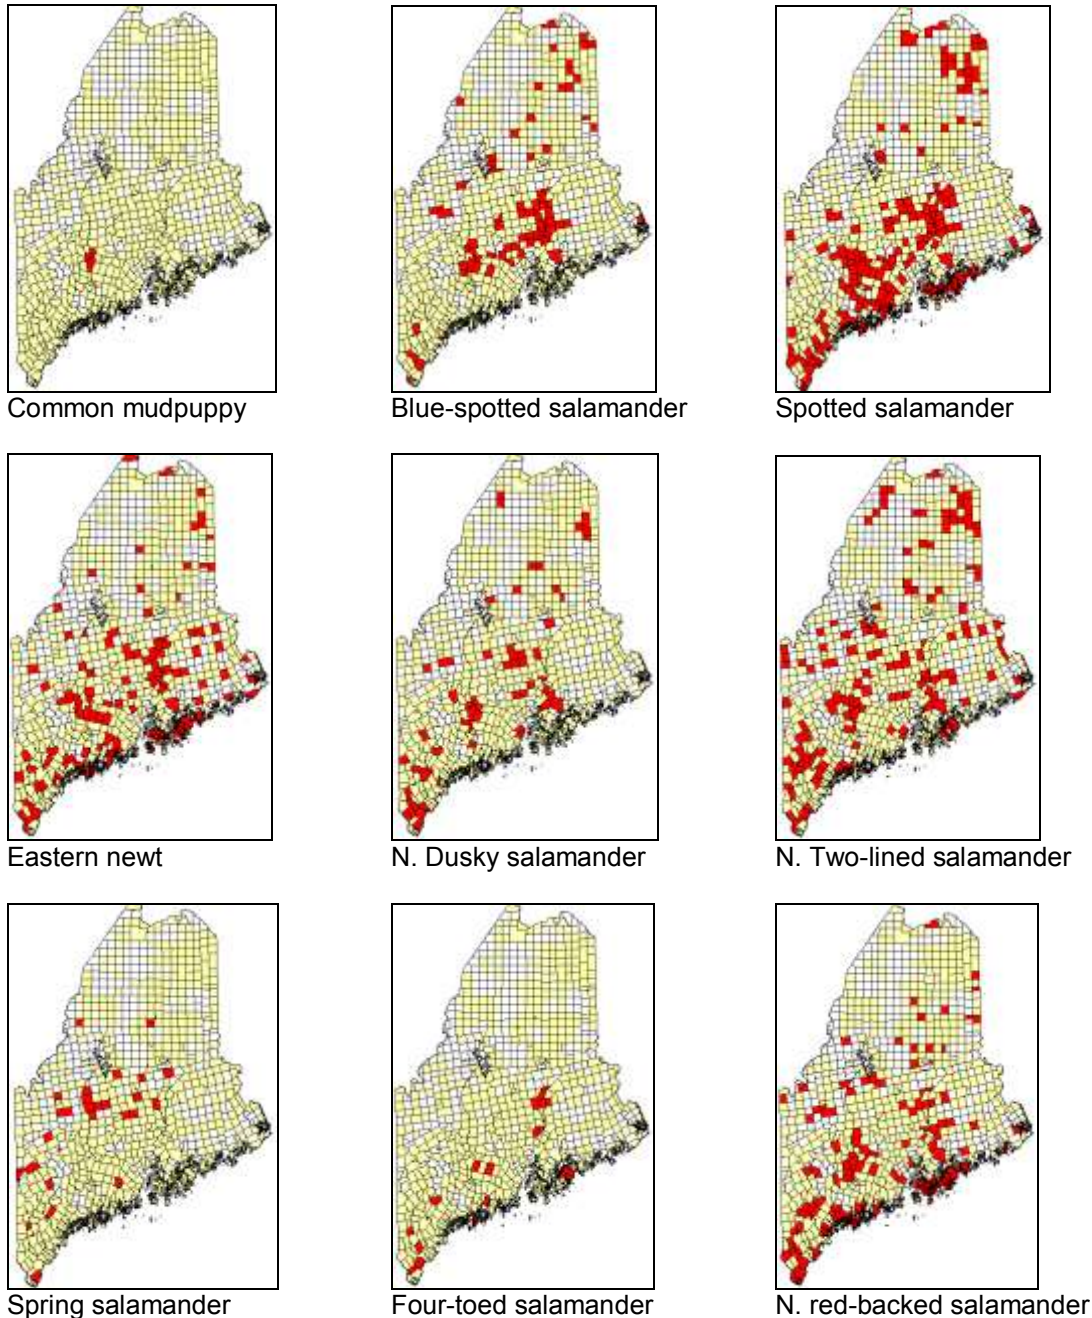 Common mudpuppy
Blue-spotted salamander
Spotted salamander
Eastern newt
N. Dusky salamander
N. Two-lined salamander
Spring salamander
Four-toed salamander
N. red-backed salamander